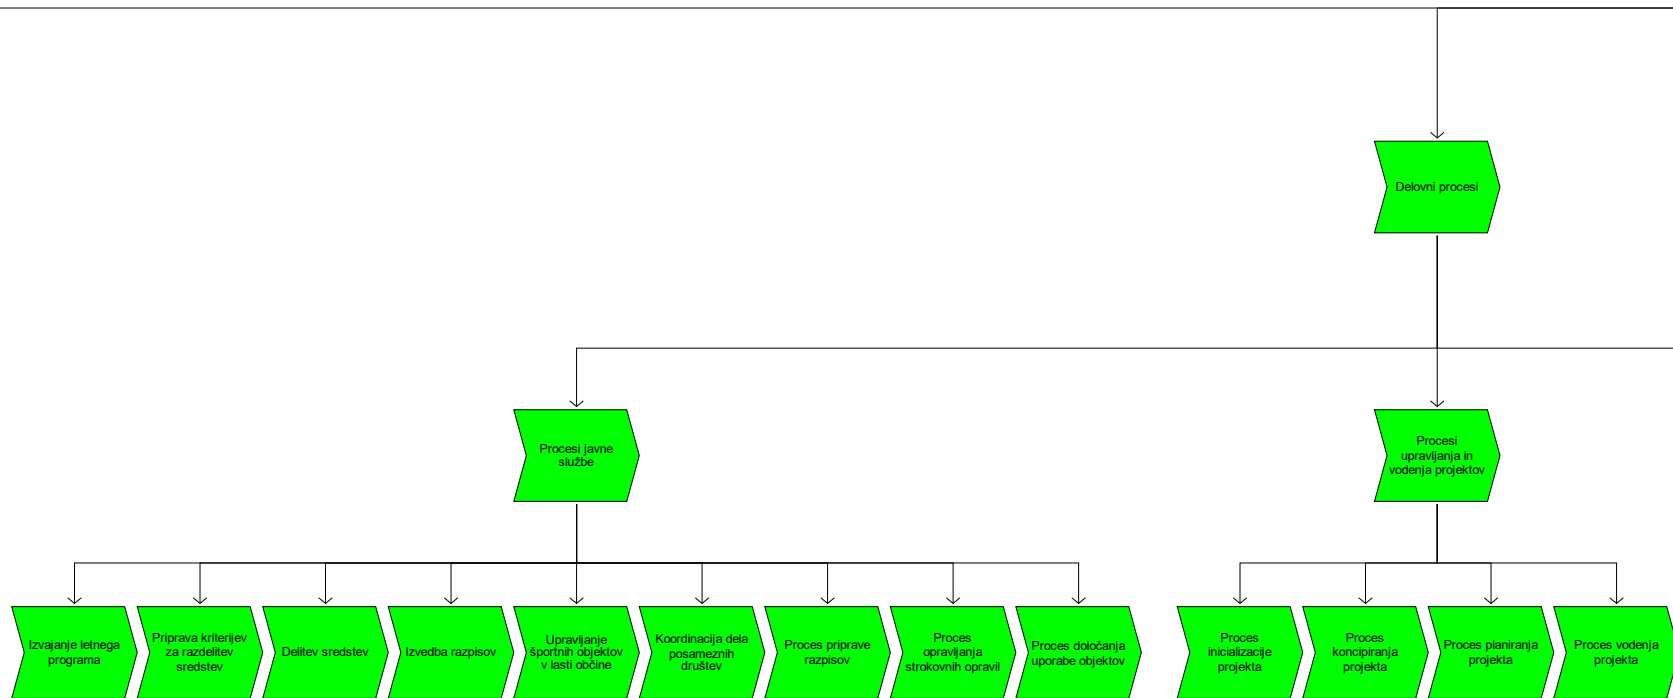 Delovni procesi
Procesi javne
službe
Procesi
upravljanja in
vodenja projektov
Izvajanje letnega
programa
Priprava kriterijev
za razdelitev
sredstev
Delitev sredstev
Izvedba razpisov
Upravljanje
športnih objektov
v lasti občine
Koordinacija dela
posameznih
društev
Proces priprave
razpisov
Proces
opravljanja
strokovnih opravil
Proces določanja
uporabe objektov
Proces
inicializacije
projekta
Proces
koncipiranja
projekta
Proces planiranja
projekta
Proces vodenja
projekta